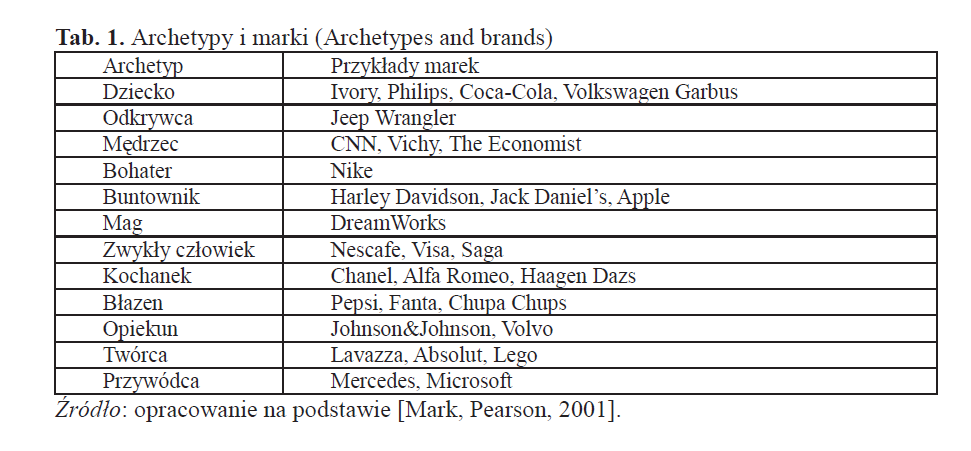 Tab. 1. Archetypy i marki (Archetypes and brands)
Archetyp Przykłady marek
Dziecko Ivory, Philips, Coca-Cola, Volkswagen Garbus
Odkrywca Jeep Wrangler
Mędrzec CNN, Vichy, The Economist
Bohater Nike
Buntownik Harley Davidson, Jack Daniel’s, Apple
Mag DreamWorks
Zwykły człowiek Nescafe, Visa, Saga
Kochanek Chanel, Alfa Romeo, Haagen Dazs
Błazen Pepsi, Fanta, Chupa Chups
Opiekun Johnson&Johnson, Volvo
Twórca Lavazza, Absolut, Lego
Przywódca Mercedes, Microsoft
Źródło: opracowanie na podstawie [Mark, Pearson, 2001].